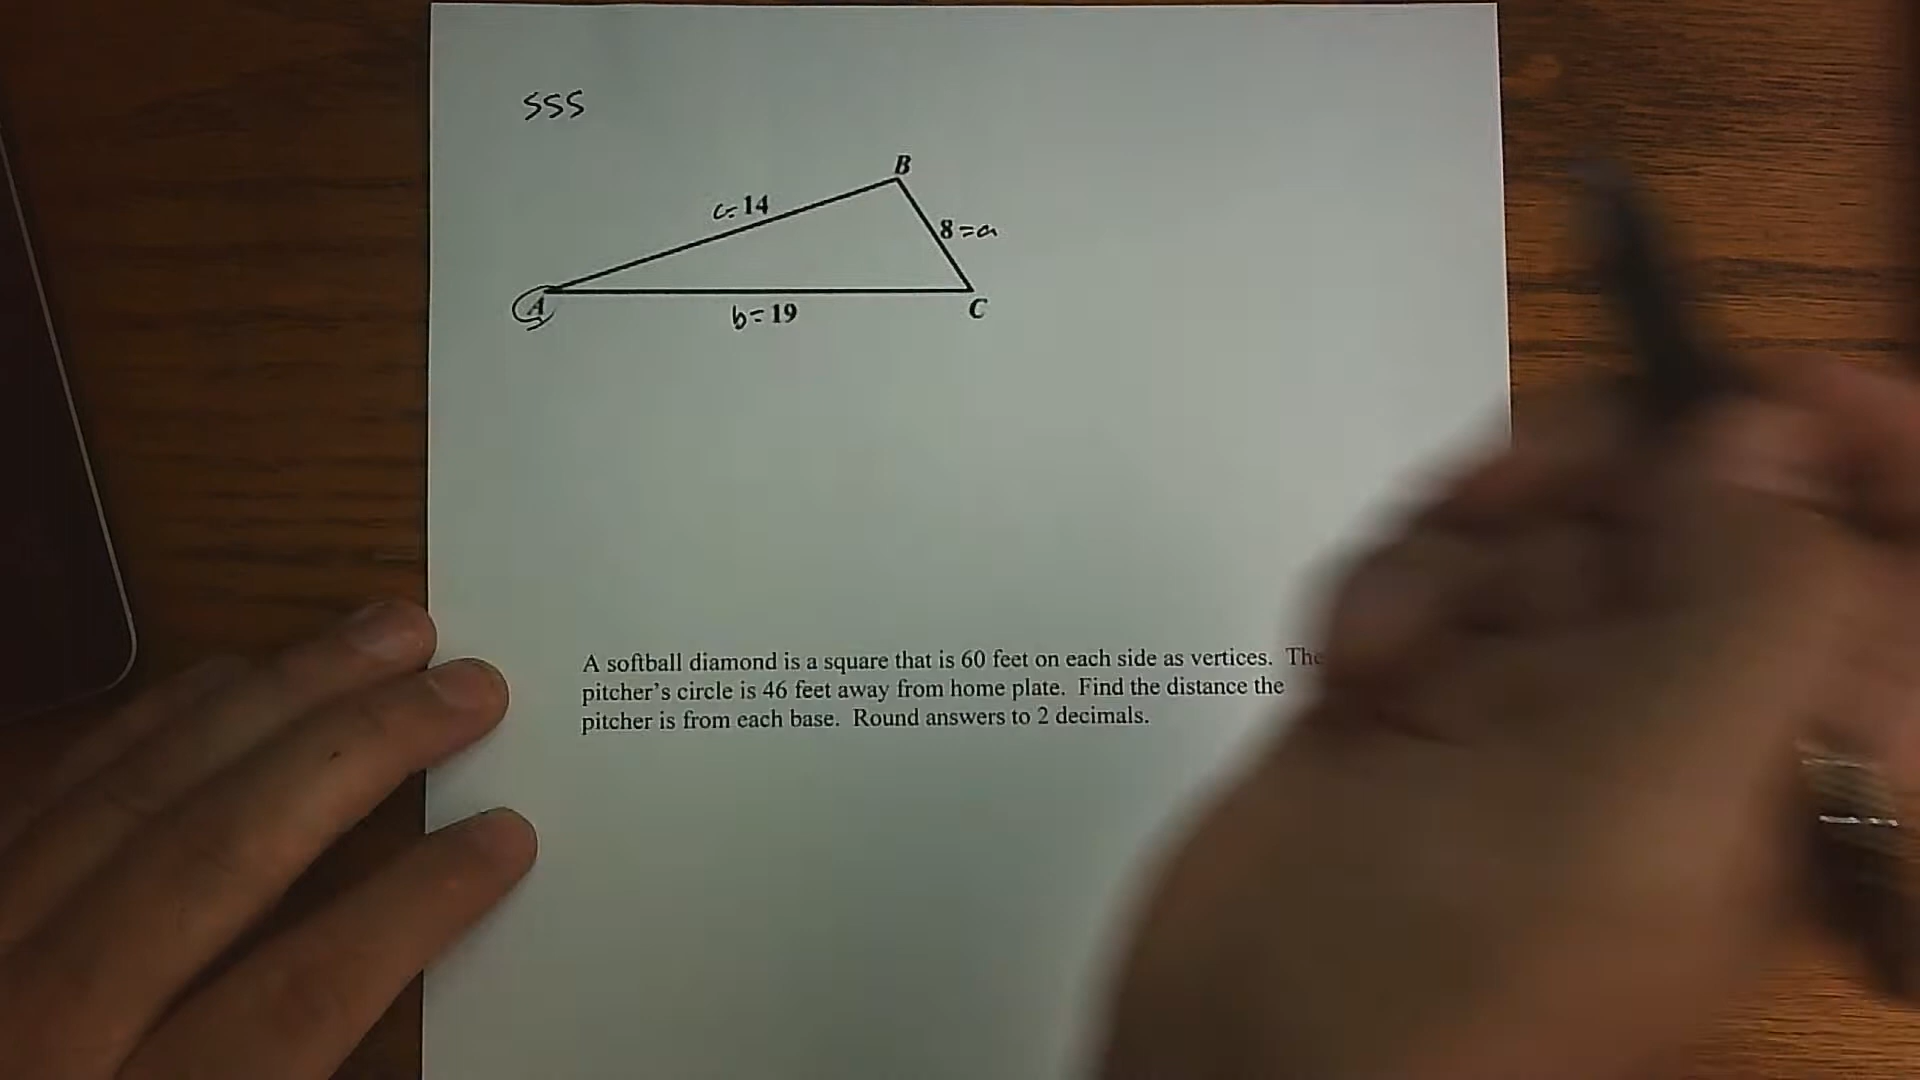 SSS
B
c=14
8=a
A
b=19
C
A softball diamond is a square that is 60 feet on each side as vertices. The
pitcher's circle is 46 feet away from home plate. Find the distance the
pitcher is from each base. Round answers to 2 decimals.